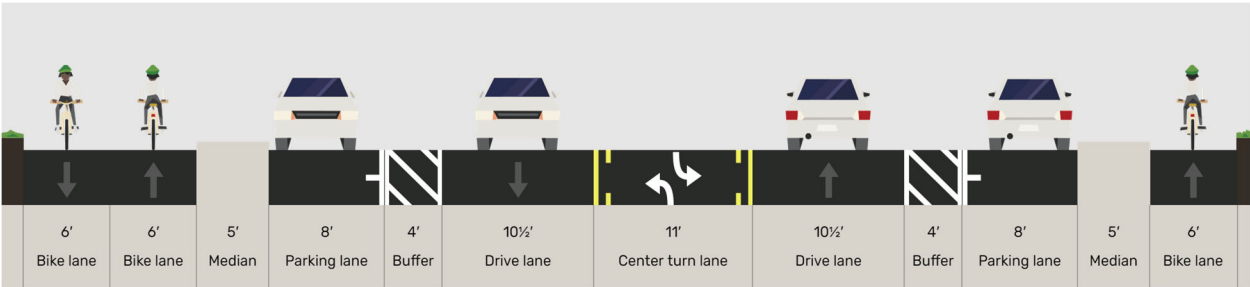 6' 6' 5' 8' 4' 10½' 11' 10½' 4' 8' 5' 6'
Bike lane Bike lane Median Parking lane Buffer Drive lane Center turn lane Drive lane Buffer Parking lane Median Bike lane